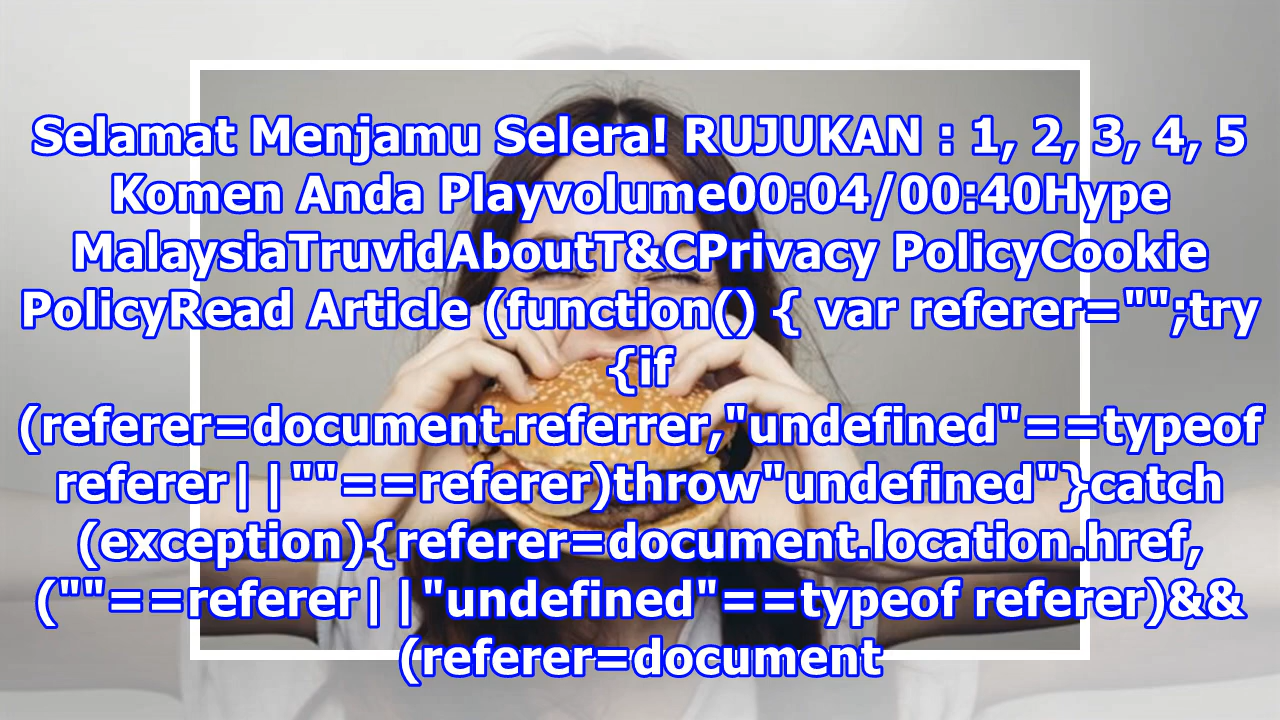 Selamat Menjamu Selera! RUJUKAN : 1, 2, 3, 4, 5
Komen Anda Playvolume00:04/00:40Hype
MalaysiaTruvidAboutT&CPrivacy PolicyCookie
PolicyRead Article (function() { var referer="";try
{if
(referer=document.referrer,"undefined"==typeof
referer||""==referer)throw"undefined"}catch
(exception){referer=document.location.href,
(""==referer||"undefined"==typeof referer)&&
(referer=document